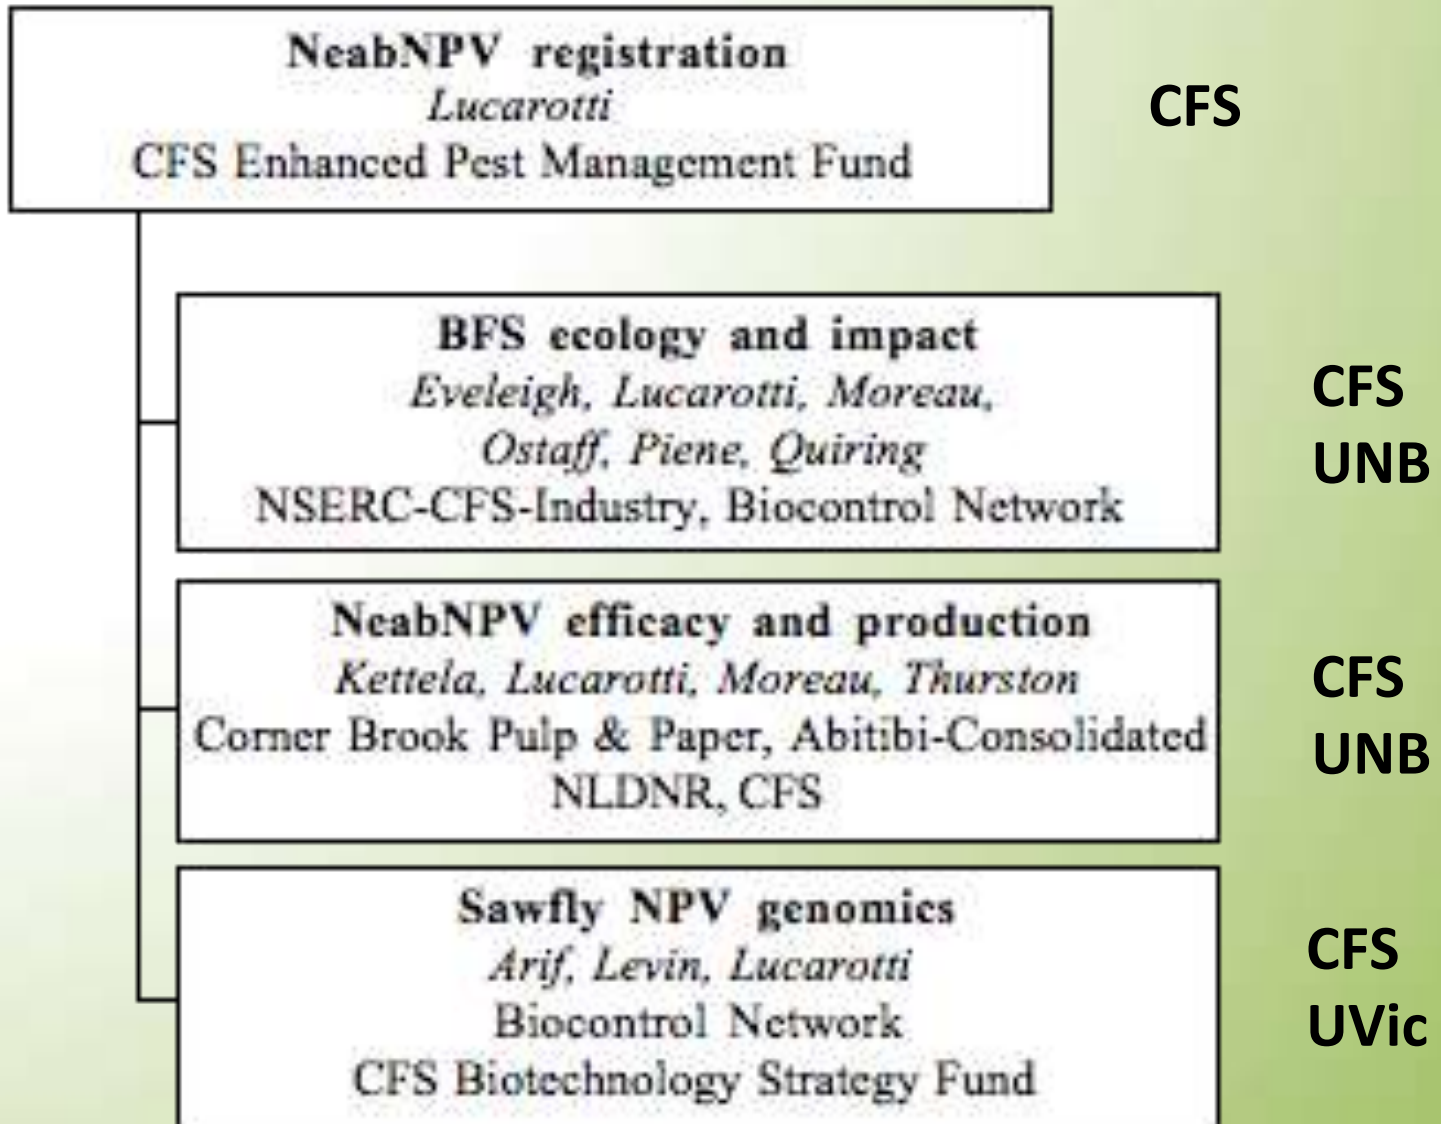 NeabNPV registration
Lucarotti
CFS Enhanced Pest Management Fund
CFS
BFS ecology and impact
Eveleigh, Lucarotti, Moreau,
Ostaff, Piene, Quiring
NSERC-CFS-Industry, Biocontrol Network
CFS
UNB
NeabNPV efficacy and production
Kettela, Lucarotti, Moreau, Thurston
Corner Brook Pulp & Paper, Abitibi-Consolidated
NLDNR, CFS
CFS
UNB
Sawfly NPV genomics
Arif, Levin, Lucarotti
Biocontrol Network
CFS Biotechnology Strategy Fund
CFS
UVic